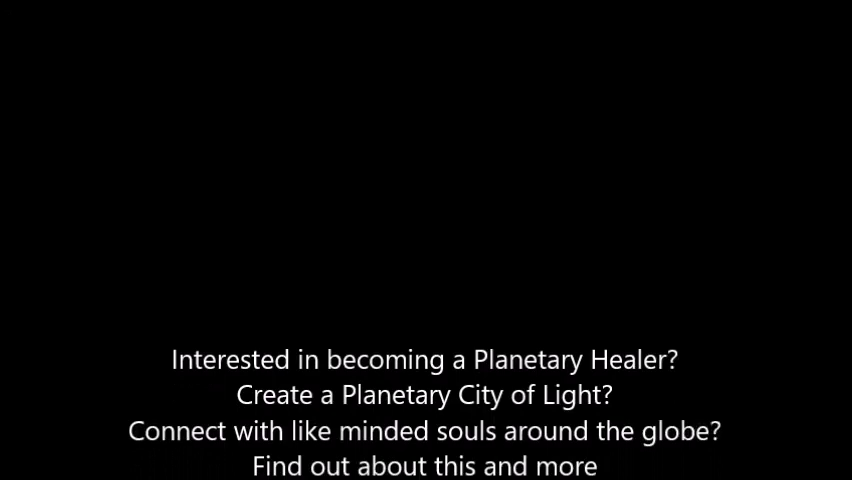 Interested in becoming a Planetary Healer?
Create a Planetary City of Light?
Connect with like minded souls around the globe?
Find out about this and more